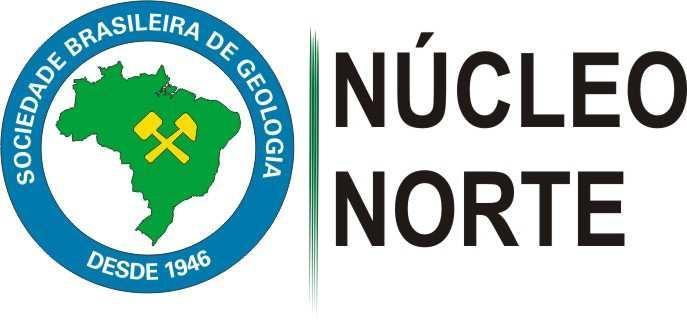 SOCIEDADE BRASILEIRA DE GEOLOGIA
DESDE 1946
NÚCLEO
NORTE